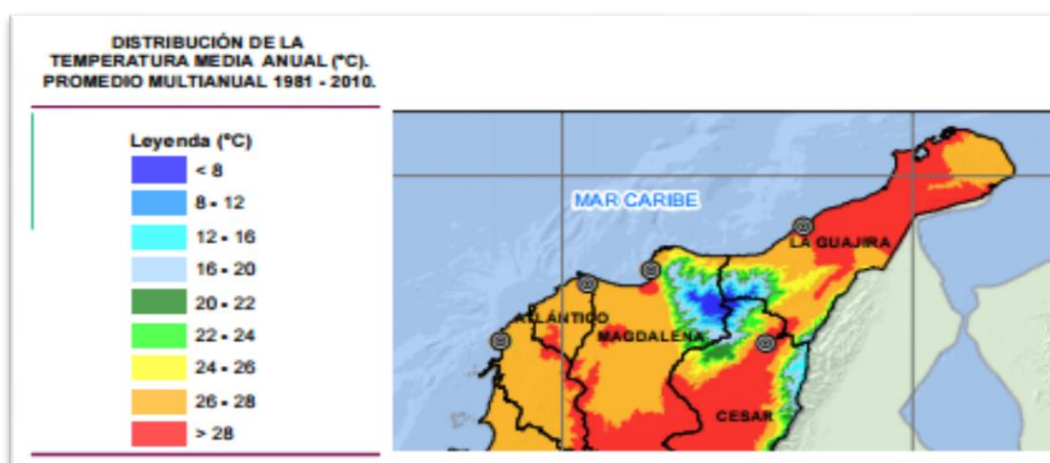 DISTRIBUCIÓN DE LA
TEMPERATURA MEDIA ANUAL (°C).
PROMEDIO MULTIANUAL 1981 - 2010.
Leyenda (°C)
< 8
8 - 12
12 - 16
16 - 20
20 - 22
22 - 24
24 - 26
26 - 28
> 28
MAR CARIBE
LA GUAJIRA
ATLÁNTICO
MAGDALENA
CESAR